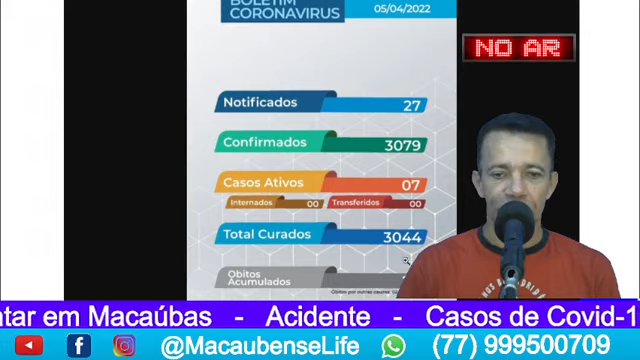 BOLETIM
CORONAVIRUS
05/04/2022
NO AR
Notificados 27
Confirmados 3079
Casos Ativos 07
Internados 00 Transferidos 00
Total Curados 3044
Obitos
Acumulados
ntar em Macaúbas - Acidente - Casos de Covid-1
@MacaubenseLife (77) 999500709